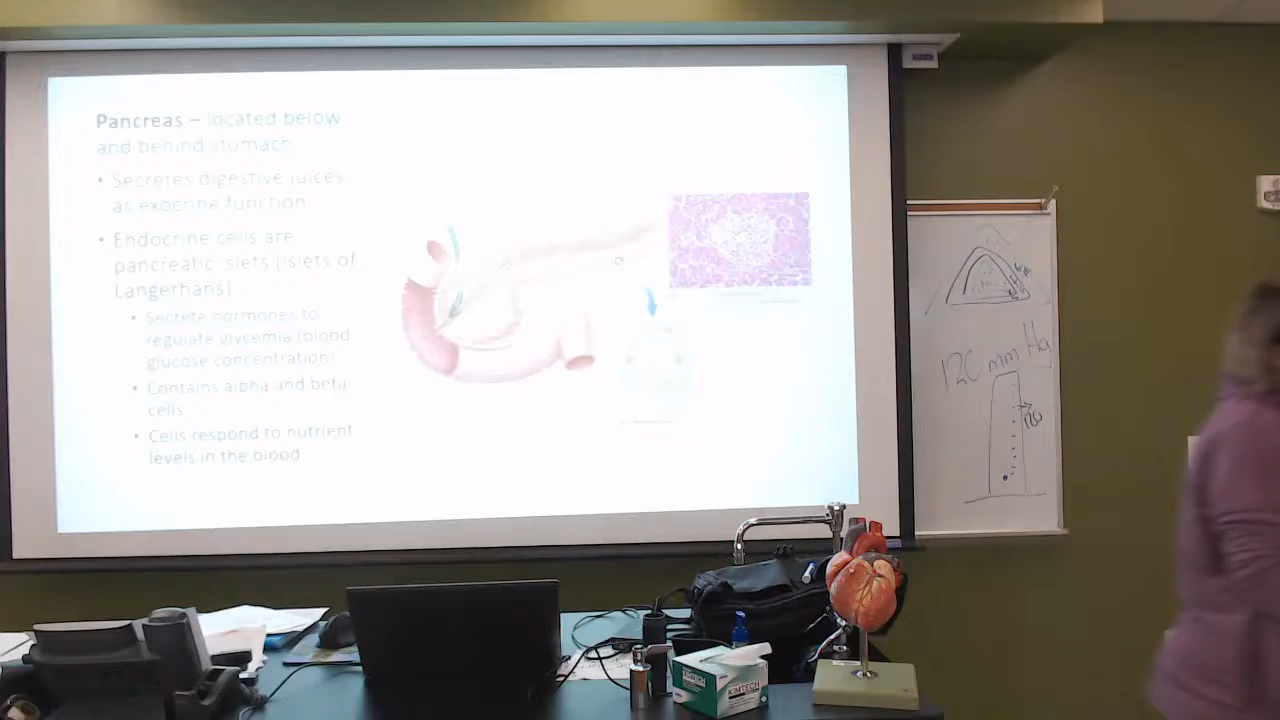 Pancreas – located below
and behind stomach
• Secretes digestive juices
as exocrine function
• Endocrine cells are
pancreatic islets (islets of
Langerhans)
• Secrete hormones to
regulate glycemia (blood
glucose concentration)
• Contains alpha and beta
cells
• Cells respond to nutrient
levels in the blood
120 mm Hg
120
KIMTECH
KIMTECH